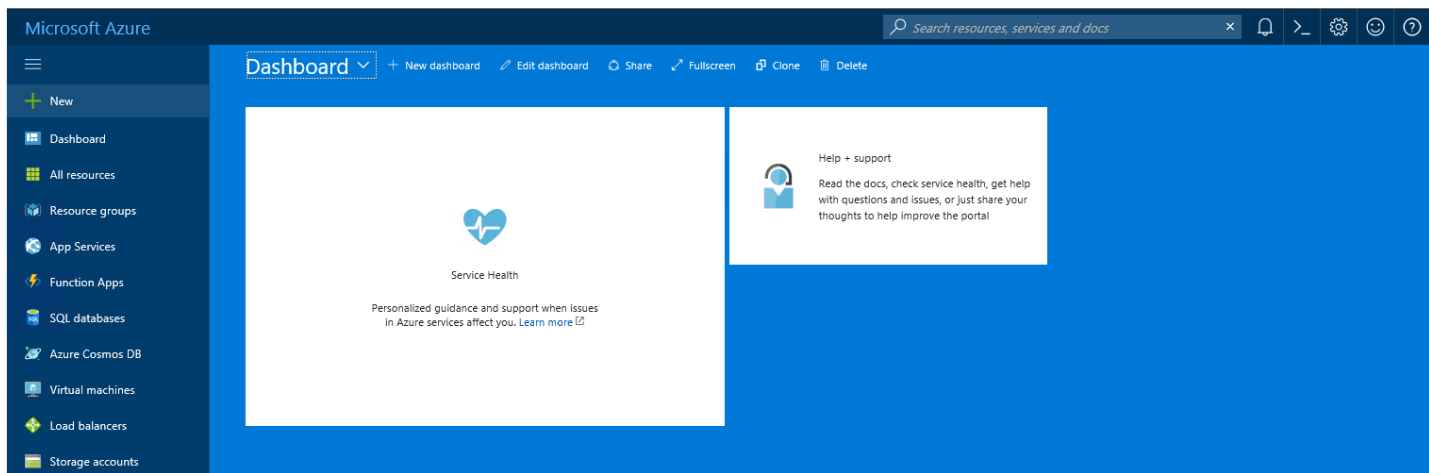 Microsoft Azure
Search resources, services and docs
Dashboard
New dashboard
Edit dashboard
Share
Fullscreen
Clone
Delete
New
Dashboard
All resources
Resource groups
App Services
Function Apps
SQL databases
Azure Cosmos DB
Virtual machines
Load balancers
Storage accounts
Service Health
Personalized guidance and support when issues
in Azure services affect you. Learn more
Help + support
Read the docs, check service health, get help
with questions and issues, or just share your
thoughts to help improve the portal